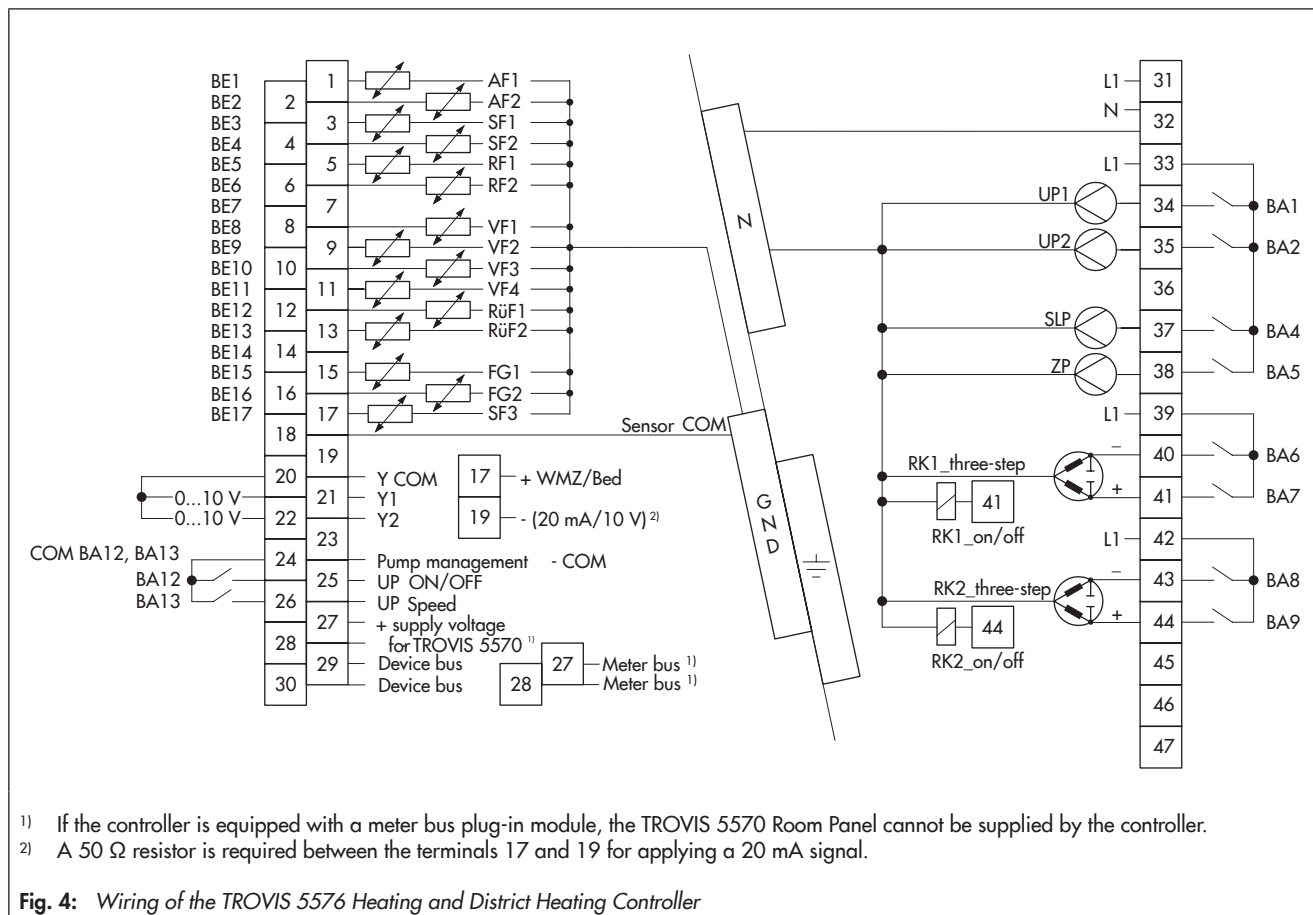 BE1 1 AF1
BE2 2 AF2
BE3 3 SF1
BE4 4 SF2
BE5 5 RF1
BE6 6 RF2
BE7 7
BE8 8 VF1
BE9 9 VF2
BE10 10 VF3
BE11 11 VF4
BE12 12 RüF1
BE13 13 RüF2
BE14 14
BE15 15 FG1
BE16 16 FG2
BE17 17 SF3
18 Sensor COM
19
20 Y COM
0...10 V 21 Y1
0...10 V 22 Y2
23
17 + WMZ/Bed
19 - (20 mA/10 V) 2)
COM BA12, BA13 24 Pump management - COM
BA12 25 UP ON/OFF
BA13 26 UP Speed
27 + supply voltage
28 for TROVIS 5570 1)
29 Device bus
30 Device bus
27 Meter bus 1)
28 Meter bus 1)
N
GND
L1 31
N 32
L1 33
UP1 34 BA1
UP2 35 BA2
36
SLP 37 BA4
ZP 38 BA5
L1 39
RK1_three-step − 40 BA6
+ 41 BA7
41
RK1_on/off
L1 42
RK2_three-step − 43 BA8
+ 44 BA9
44
RK2_on/off
45
46
47
1) If the controller is equipped with a meter bus plug-in module, the TROVIS 5570 Room Panel cannot be supplied by the controller.
2) A 50 Ω resistor is required between the terminals 17 and 19 for applying a 20 mA signal.
Fig. 4: Wiring of the TROVIS 5576 Heating and District Heating Controller